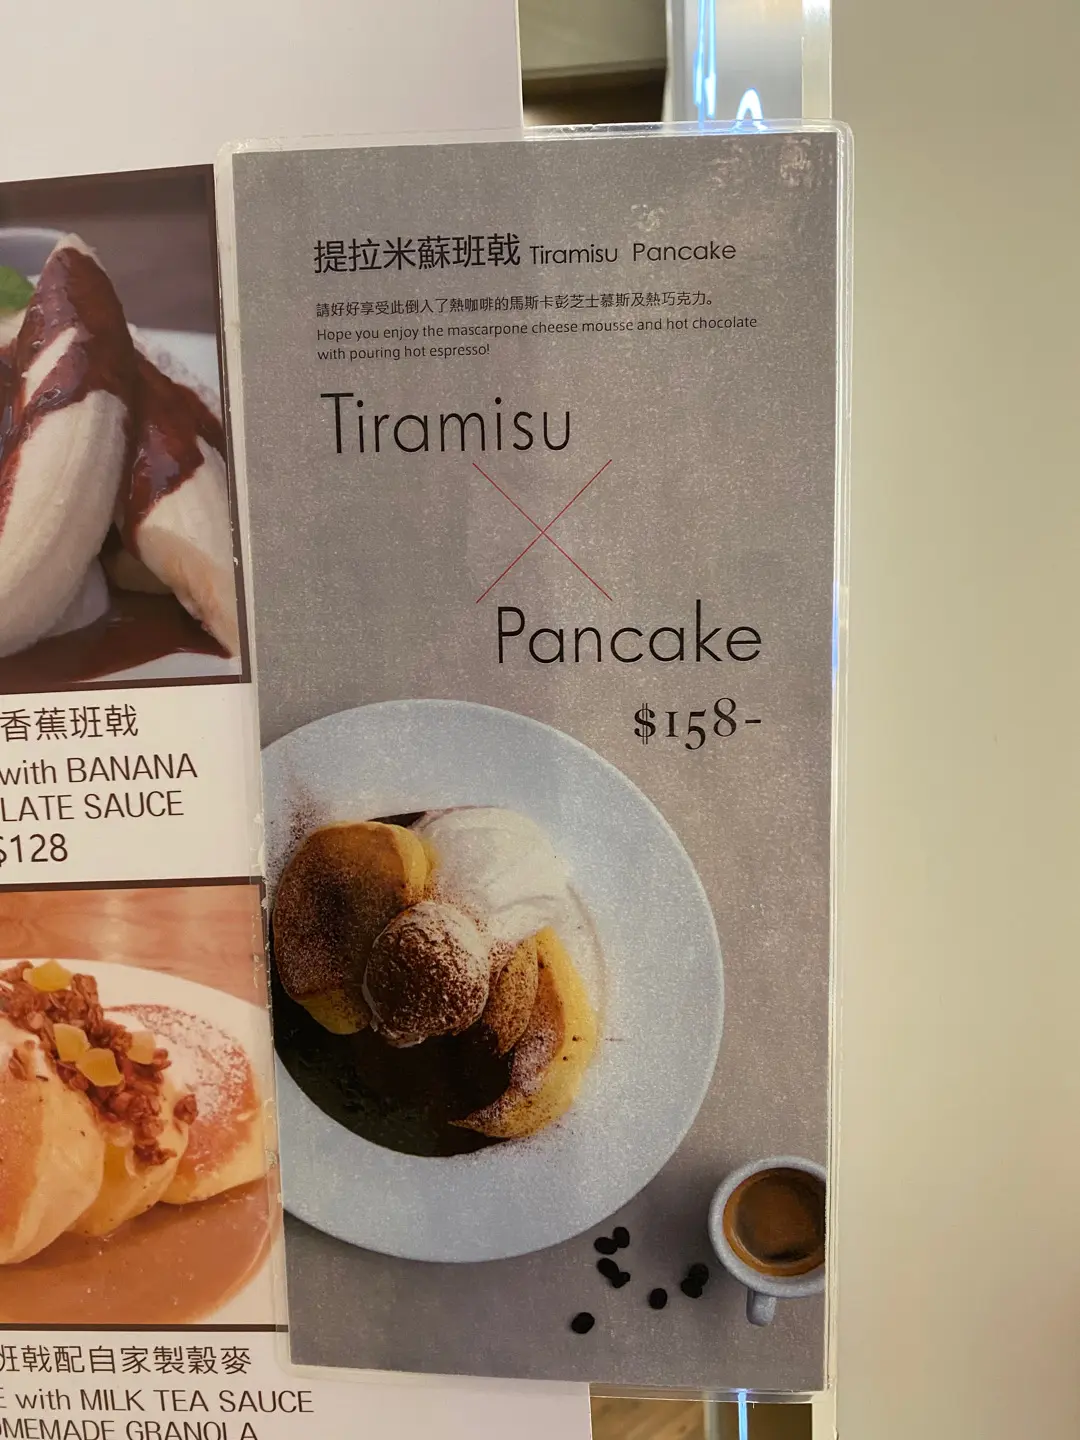 提拉米蘇班戟 Tiramisu Pancake
請好好享受此倒入了熱咖啡的馬斯卡彭芝士慕斯及熱巧克力。
Hope you enjoy the mascarpone cheese mousse and hot chocolate
with pouring hot espresso!
Tiramisu
Pancake
$158-
香蕉班戟
with BANANA
LATE SAUCE
$128
班戟配自家製穀麥
E with MILK TEA SAUCE
OMEMADE GRANOLA